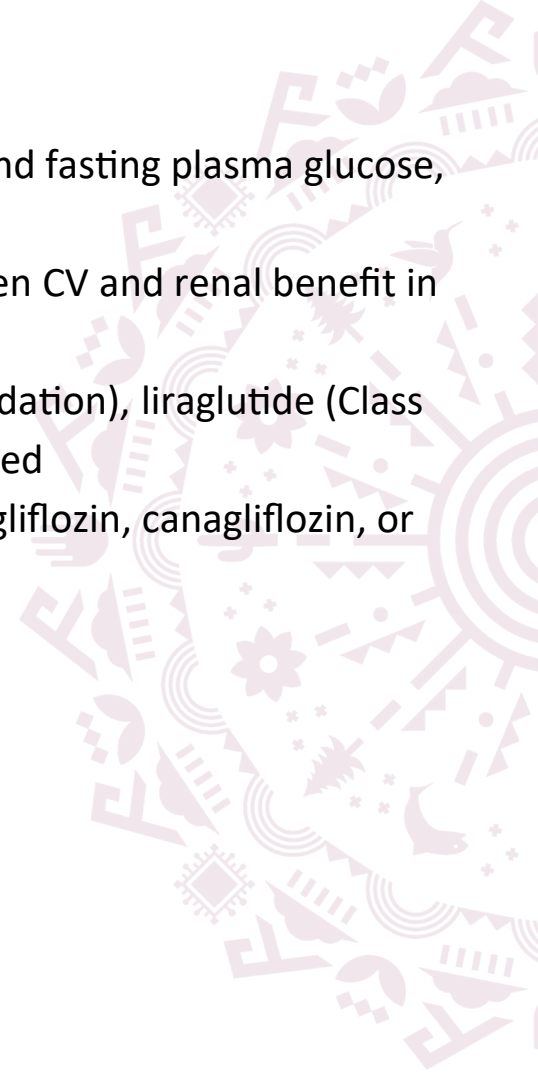 nd fasting plasma glucose,
en CV and renal benefit in
dation), liraglutide (Class
ed
gliflozin, canagliflozin, or